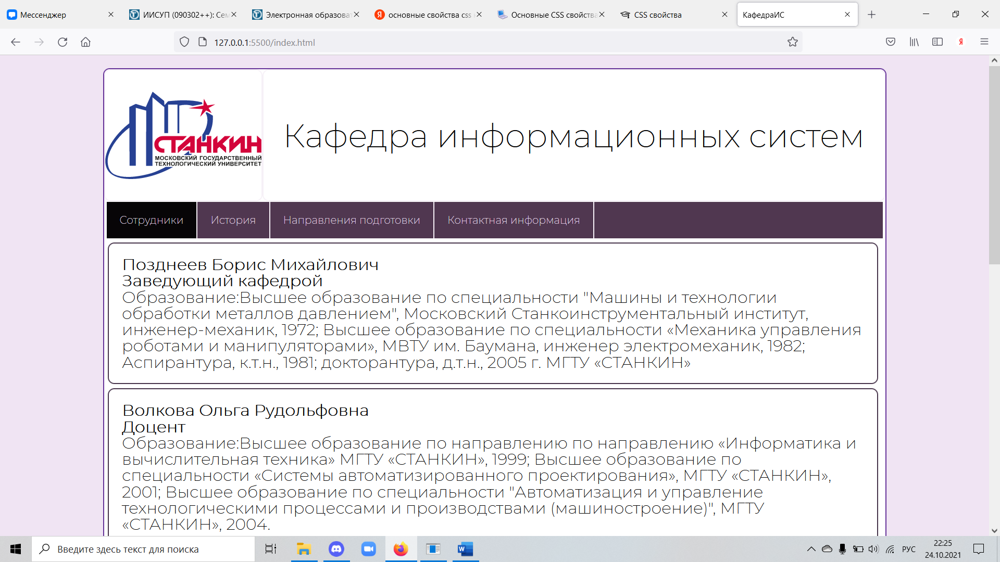 Мессенджер
ИИСУП (090302++): Сем
Электронная образоват
основные свойства css
Основные CSS свойства
CSS свойства
КафедраИС
127.0.0.1:5500/index.html
Я
СТАНКИН
МОСКОВСКИЙ ГОСУДАРСТВЕННЫЙ
ТЕХНОЛОГИЧЕСКИЙ УНИВЕРСИТЕТ
Кафедра информационных систем
Сотрудники
История
Направления подготовки
Контактная информация
Позднеев Борис Михайлович
Заведующий кафедрой
Образование:Высшее образование по специальности "Машины и технологии
обработки металлов давлением", Московский Станкоинструментальный институт,
инженер-механик, 1972; Высшее образование по специальности «Механика управления
роботами и манипуляторами», МВТУ им. Баумана, инженер электромеханик, 1982;
Аспирантура, к.т.н., 1981; докторантура, д.т.н., 2005 г. МГТУ «СТАНКИН»
Волкова Ольга Рудольфовна
Доцент
Образование:Высшее образование по направлению по направлению «Информатика и
вычислительная техника» МГТУ «СТАНКИН», 1999; Высшее образование по
специальности «Системы автоматизированного проектирования», МГТУ «СТАНКИН»,
2001; Высшее образование по специальности "Автоматизация и управление
технологическими процессами и производствами (машиностроение)", МГТУ
«СТАНКИН», 2004.
Введите здесь текст для поиска
РУС
22:25
24.10.2021